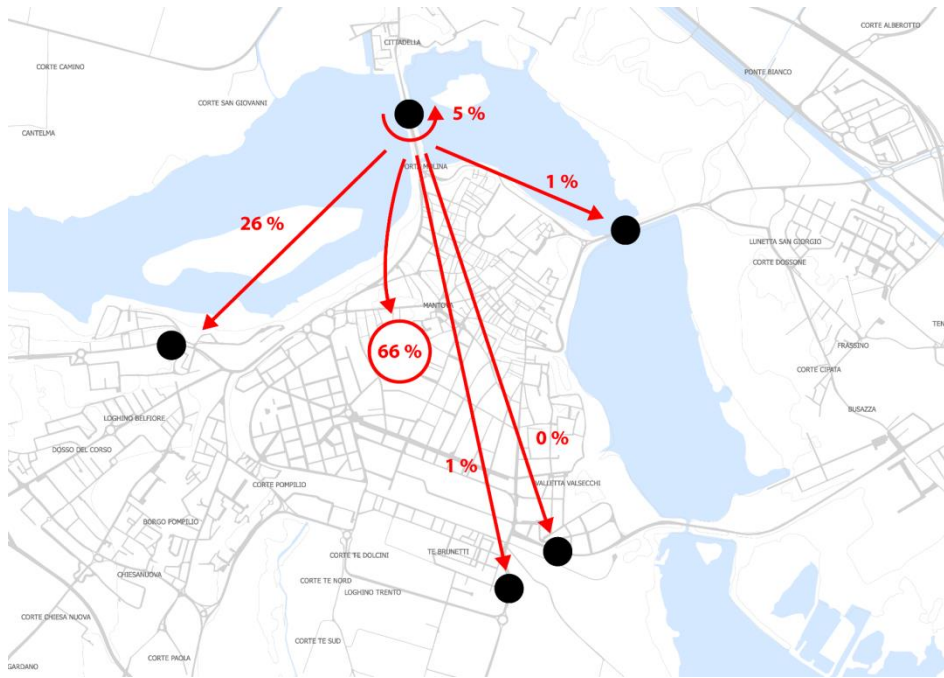 CORTE ALBEROTTO
CITTADELLA
CORTE CAMINO
PONTE BIANCO
CORTE SAN GIOVANNI
5 %
CANTELMA
1 %
26 %
LUNETTA SAN GIORGIO
CORTE DOSSONE
MANTOVA
66 %
FRASSINO
CORTE CIPATA
BUSAZZA
LOGHINO BELFIORE
DOSSO DEL CORSO
0 %
1 %
VALLETTA VALSECCHI
CORTE POMPILIO
BORGO POMPILIO
TE BRUNETTI
CORTE TE DOLCINI
CHIESANUOVA
CORTE TE NORD
LOGHINO TRENTO
CORTE CHIESA NUOVA
CORTE TE SUD
CORTE PAOLA
GARDANO